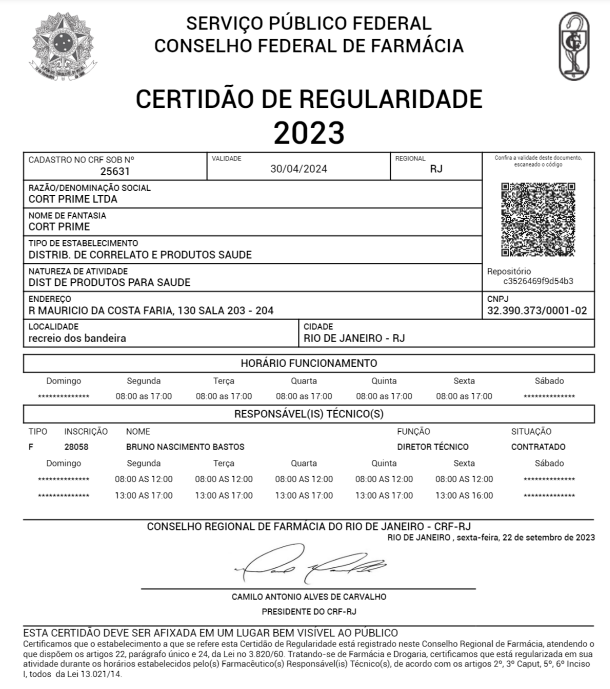 SERVIÇO PÚBLICO FEDERAL
CONSELHO FEDERAL DE FARMÁCIA
CERTIDÃO DE REGULARIDADE
2023
CADASTRO NO CRF SOB Nº
25631
VALIDADE
30/04/2024
REGIONAL
RJ
Confira a validade deste documento,
escaneando o código
RAZÃO/DENOMINAÇÃO SOCIAL
CORT PRIME LTDA
NOME DE FANTASIA
CORT PRIME
TIPO DE ESTABELECIMENTO
DISTRIB. DE CORRELATO E PRODUTOS SAUDE
NATUREZA DE ATIVIDADE
DIST DE PRODUTOS PARA SAUDE
Repositório
c3526469f9d54b3
ENDEREÇO
R MAURICIO DA COSTA FARIA, 130 SALA 203 - 204
CNPJ
32.390.373/0001-02
LOCALIDADE
recreio dos bandeira
CIDADE
RIO DE JANEIRO - RJ
HORÁRIO FUNCIONAMENTO
Domingo Segunda Terça Quarta Quinta Sexta Sábado
************** 08:00 as 17:00 08:00 as 17:00 08:00 as 17:00 08:00 as 17:00 08:00 as 17:00 **************
RESPONSÁVEL(IS) TÉCNICO(S)
TIPO INSCRIÇÃO NOME FUNÇÃO SITUAÇÃO
F 28058 BRUNO NASCIMENTO BASTOS DIRETOR TÉCNICO CONTRATADO
Domingo Segunda Terça Quarta Quinta Sexta Sábado
************** 08:00 AS 12:00 08:00 AS 12:00 08:00 AS 12:00 08:00 AS 12:00 08:00 AS 12:00 **************
************** 13:00 AS 17:00 13:00 AS 17:00 13:00 AS 17:00 13:00 AS 17:00 13:00 AS 16:00 **************
CONSELHO REGIONAL DE FARMÁCIA DO RIO DE JANEIRO - CRF-RJ
RIO DE JANEIRO , sexta-feira, 22 de setembro de 2023
CAMILO ANTONIO ALVES DE CARVALHO
PRESIDENTE DO CRF-RJ
ESTA CERTIDÃO DEVE SER AFIXADA EM UM LUGAR BEM VISÍVEL AO PÚBLICO
Certificamos que o estabelecimento a que se refere esta Certidão de Regularidade está registrado neste Conselho Regional de Farmácia, atendendo o
que dispõem os artigos 22, parágrafo único e 24, da Lei no 3.820/60. Tratando-se de Farmácia e Drogaria, certificamos que está regularizada em sua
atividade durante os horários estabelecidos pelo(s) Farmacêutico(s) Responsável(is) Técnico(s), de acordo com os artigos 2º, 3º Caput, 5º, 6º Inciso
I, todos da Lei 13.021/14.